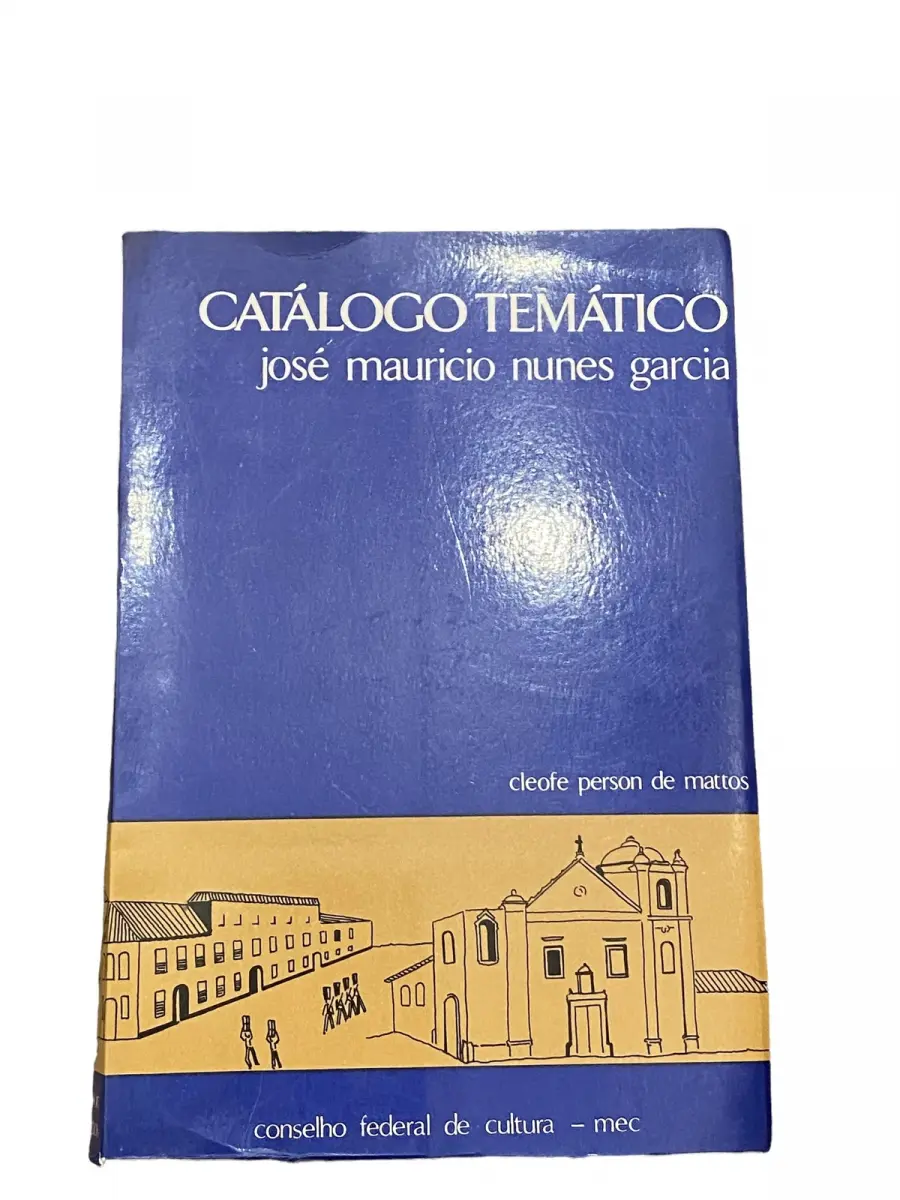 CATÁLOGO TEMÁTICO
josé mauricio nunes garcia
cleofe person de mattos
conselho federal de cultura – mec